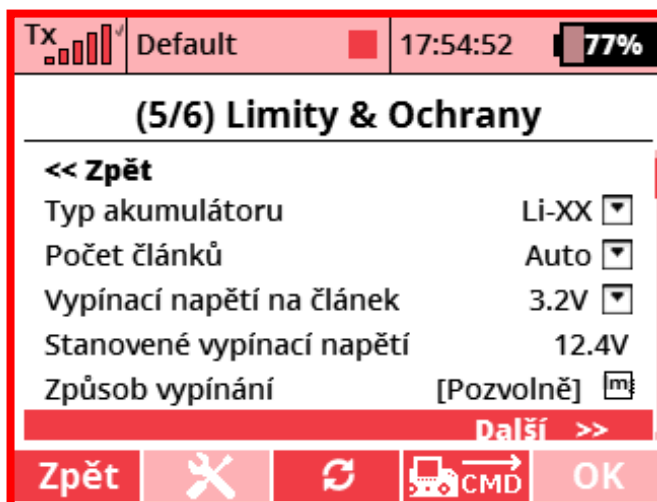 Tx Default 17:54:52 77%
(5/6) Limity & Ochrany
<< Zpět
Typ akumulátoru Li-XX
Počet článků Auto
Vypínací napětí na článek 3.2V
Stanovené vypínací napětí 12.4V
Způsob vypínání [Pozvolně]
Další >>
Zpět CMD OK